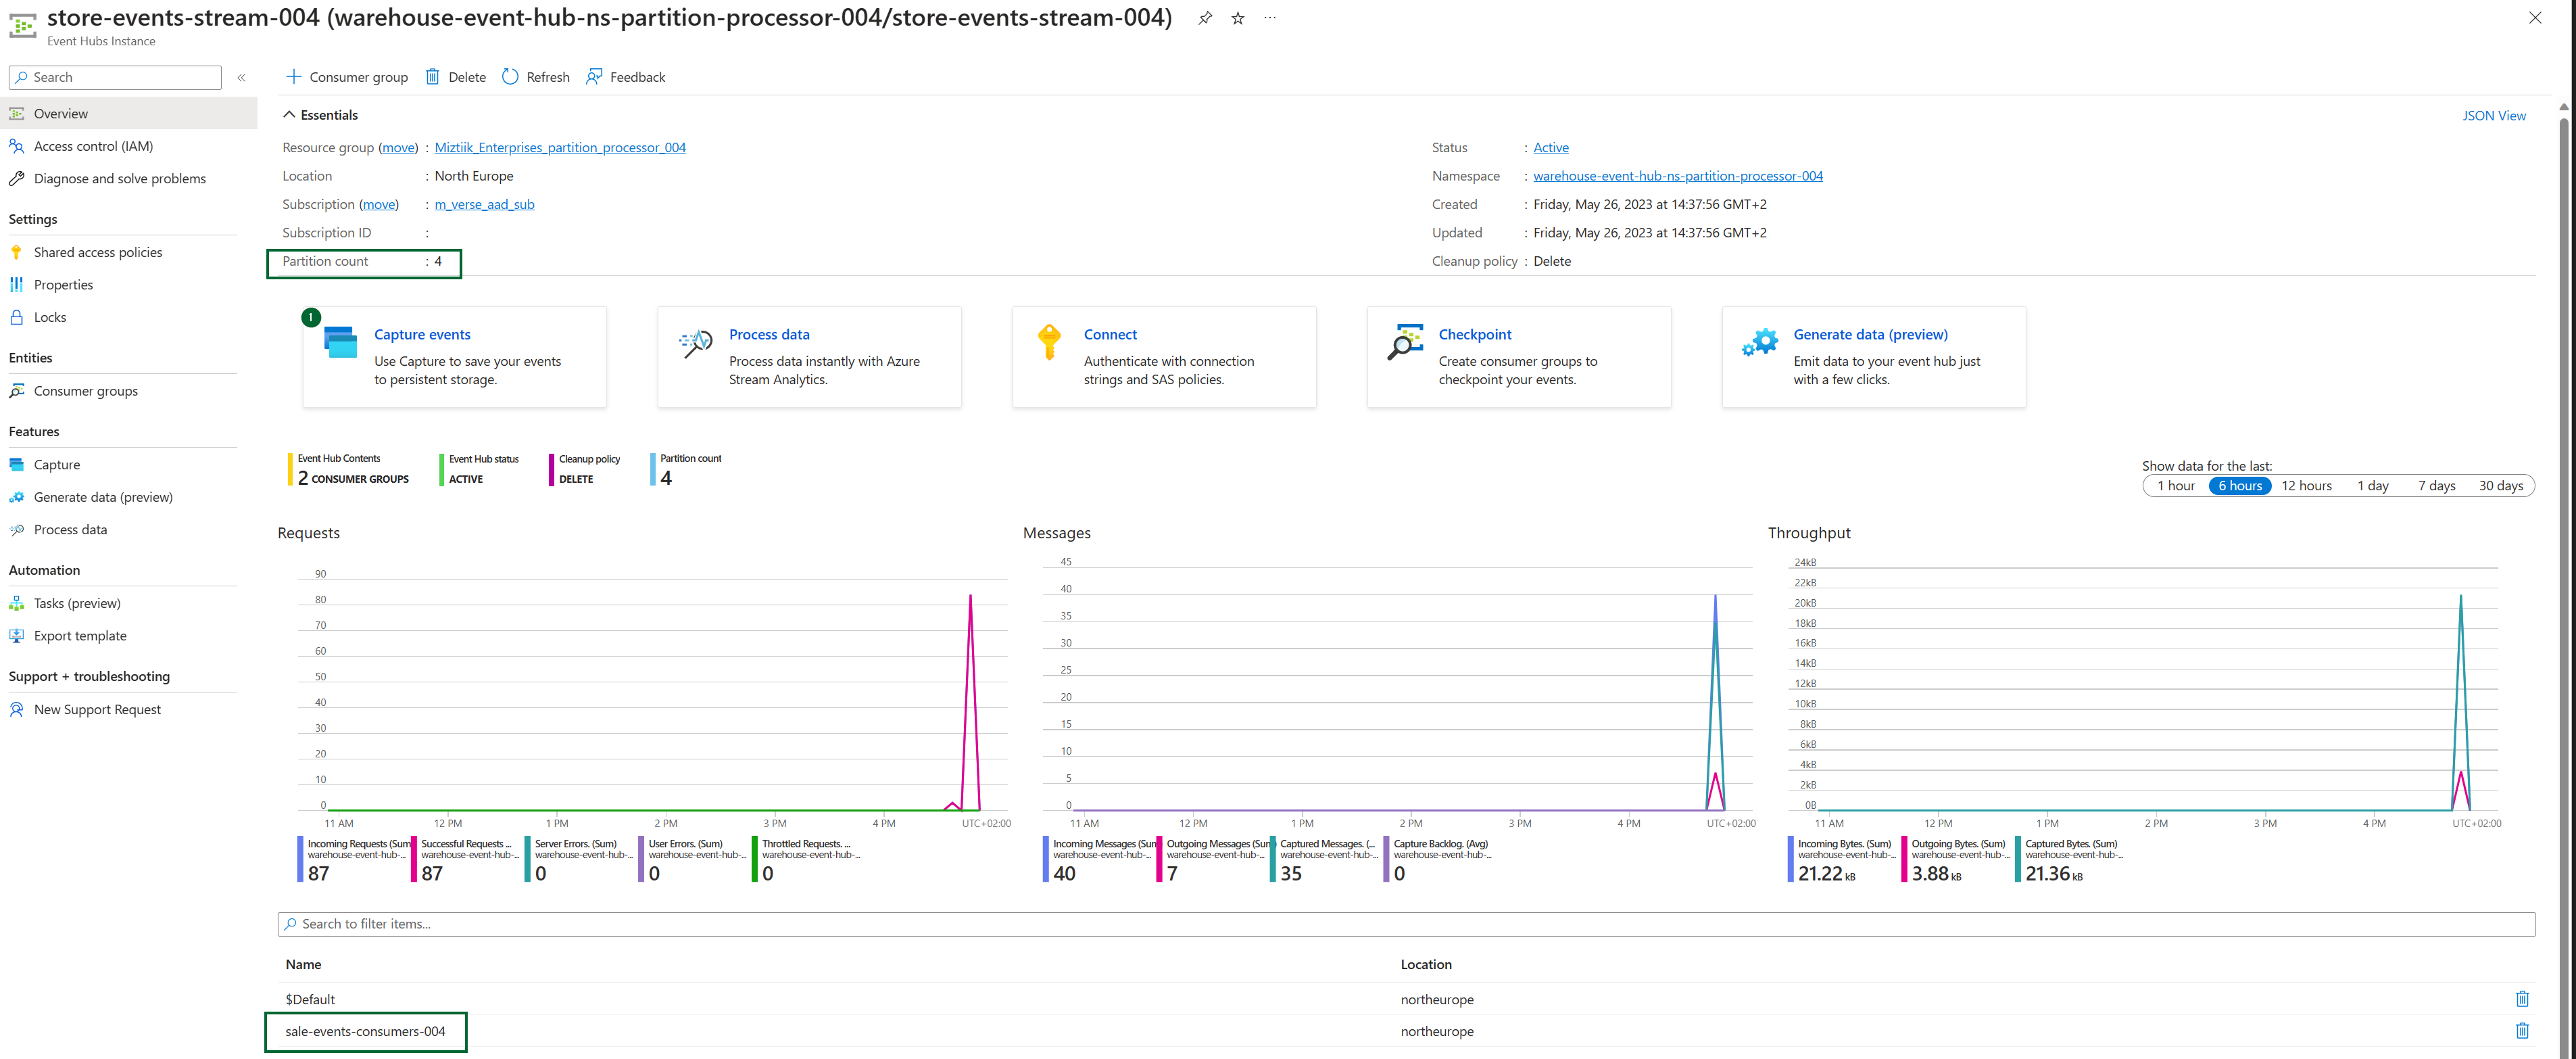 store-events-stream-004 (warehouse-event-hub-ns-partition-processor-004/store-events-stream-004)
Event Hubs Instance
Search
Overview
Access control (IAM)
Diagnose and solve problems
Settings
Shared access policies
Properties
Locks
Entities
Consumer groups
Features
Capture
Generate data (preview)
Process data
Automation
Tasks (preview)
Export template
Support + troubleshooting
New Support Request
Consumer group
Delete
Refresh
Feedback
Essentials
JSON View
Resource group (move) : Miztiik_Enterprises_partition_processor_004
Location : North Europe
Subscription (move) : m_verse_aad_sub
Subscription ID :
Partition count : 4
Status : Active
Namespace : warehouse-event-hub-ns-partition-processor-004
Created : Friday, May 26, 2023 at 14:37:56 GMT+2
Updated : Friday, May 26, 2023 at 14:37:56 GMT+2
Cleanup policy : Delete
1
Capture events
Use Capture to save your events
to persistent storage.
Process data
Process data instantly with Azure
Stream Analytics.
Connect
Authenticate with connection
strings and SAS policies.
Checkpoint
Create consumer groups to
checkpoint your events.
Generate data (preview)
Emit data to your event hub just
with a few clicks.
Event Hub Contents
2 CONSUMER GROUPS
Event Hub status
ACTIVE
Cleanup policy
DELETE
Partition count
4
Show data for the last:
1 hour 6 hours 12 hours 1 day 7 days 30 days
Requests
90
80
70
60
50
40
30
20
10
0
11 AM 12 PM 1 PM 2 PM 3 PM 4 PM UTC+02:00
Incoming Requests (Sum
warehouse-event-hub-...
87
Successful Requests ...
warehouse-event-hub-...
87
Server Errors. (Sum)
warehouse-event-hub-...
0
User Errors. (Sum)
warehouse-event-hub-...
0
Throttled Requests. ...
warehouse-event-hub-...
0
Messages
45
40
35
30
25
20
15
10
5
0
11 AM 12 PM 1 PM 2 PM 3 PM 4 PM UTC+02:00
Incoming Messages (Sum
warehouse-event-hub-...
40
Outgoing Messages (Sum
warehouse-event-hub-...
7
Captured Messages. (...
warehouse-event-hub-...
35
Capture Backlog. (Avg)
warehouse-event-hub-...
0
Throughput
24kB
22kB
20kB
18kB
16kB
14kB
12kB
10kB
8kB
6kB
4kB
2kB
0B
11 AM 12 PM 1 PM 2 PM 3 PM 4 PM UTC+02:00
Incoming Bytes. (Sum)
warehouse-event-hub-...
21.22 kB
Outgoing Bytes. (Sum)
warehouse-event-hub-...
3.88 kB
Captured Bytes. (Sum)
warehouse-event-hub-...
21.36 kB
Search to filter items...
Name Location
$Default northeurope
sale-events-consumers-004 northeurope